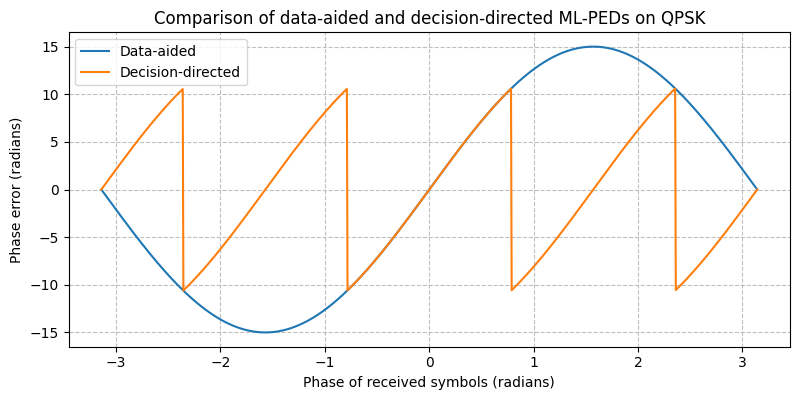 Comparison of data-aided and decision-directed ML-PEDs on QPSK
Data-aided
Decision-directed
Phase error (radians)
15
10
5
0
−5
−10
−15
−3
−2
−1
0
1
2
3
Phase of received symbols (radians)